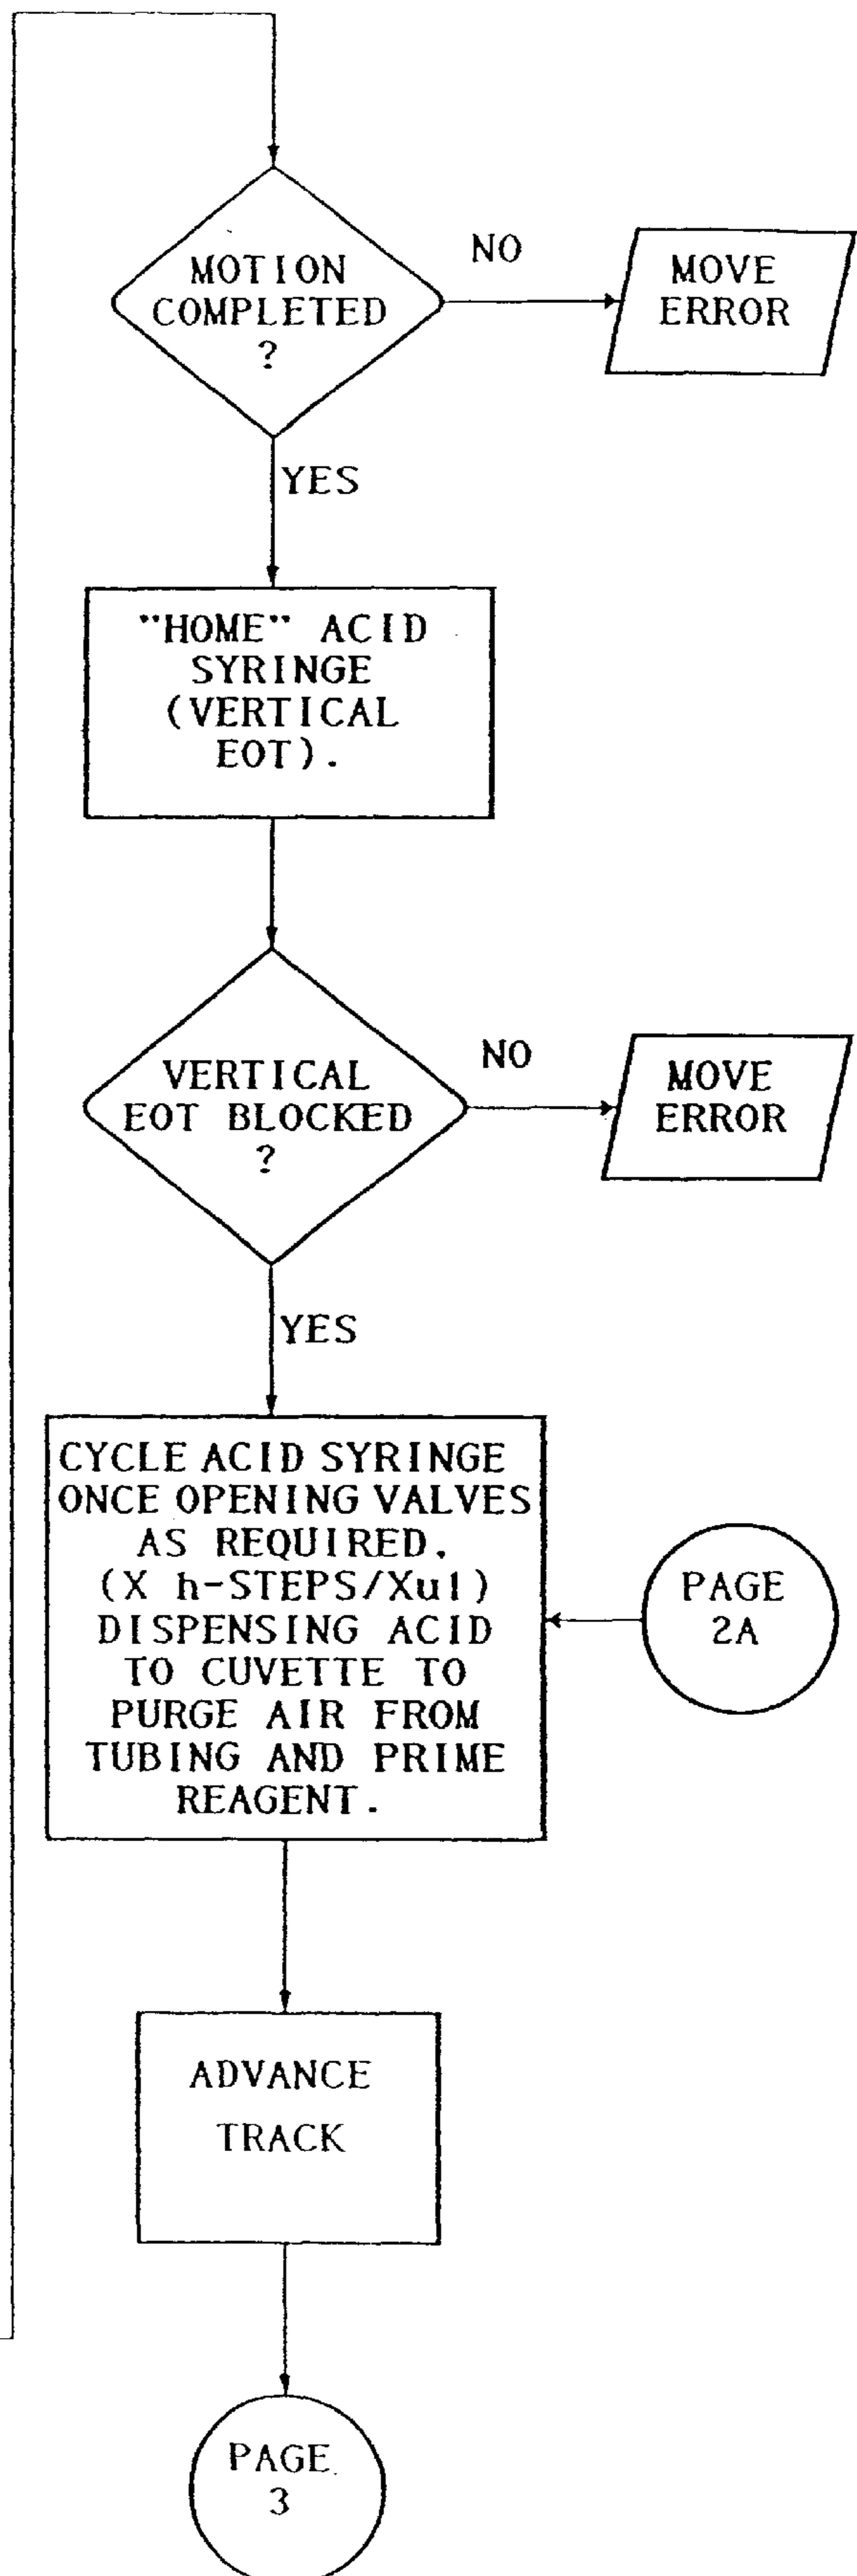 MOTION
COMPLETED
?
NO
MOVE
ERROR
YES
"HOME" ACID
SYRINGE
(VERTICAL
EOT).
VERTICAL
EOT BLOCKED
?
NO
MOVE
ERROR
YES
CYCLE ACID SYRINGE
ONCE OPENING VALVES
AS REQUIRED.
(X h-STEPS/Xul)
DISPENSING ACID
TO CUVETTE TO
PURGE AIR FROM
TUBING AND PRIME
REAGENT.
PAGE
2A
ADVANCE
TRACK
PAGE
3